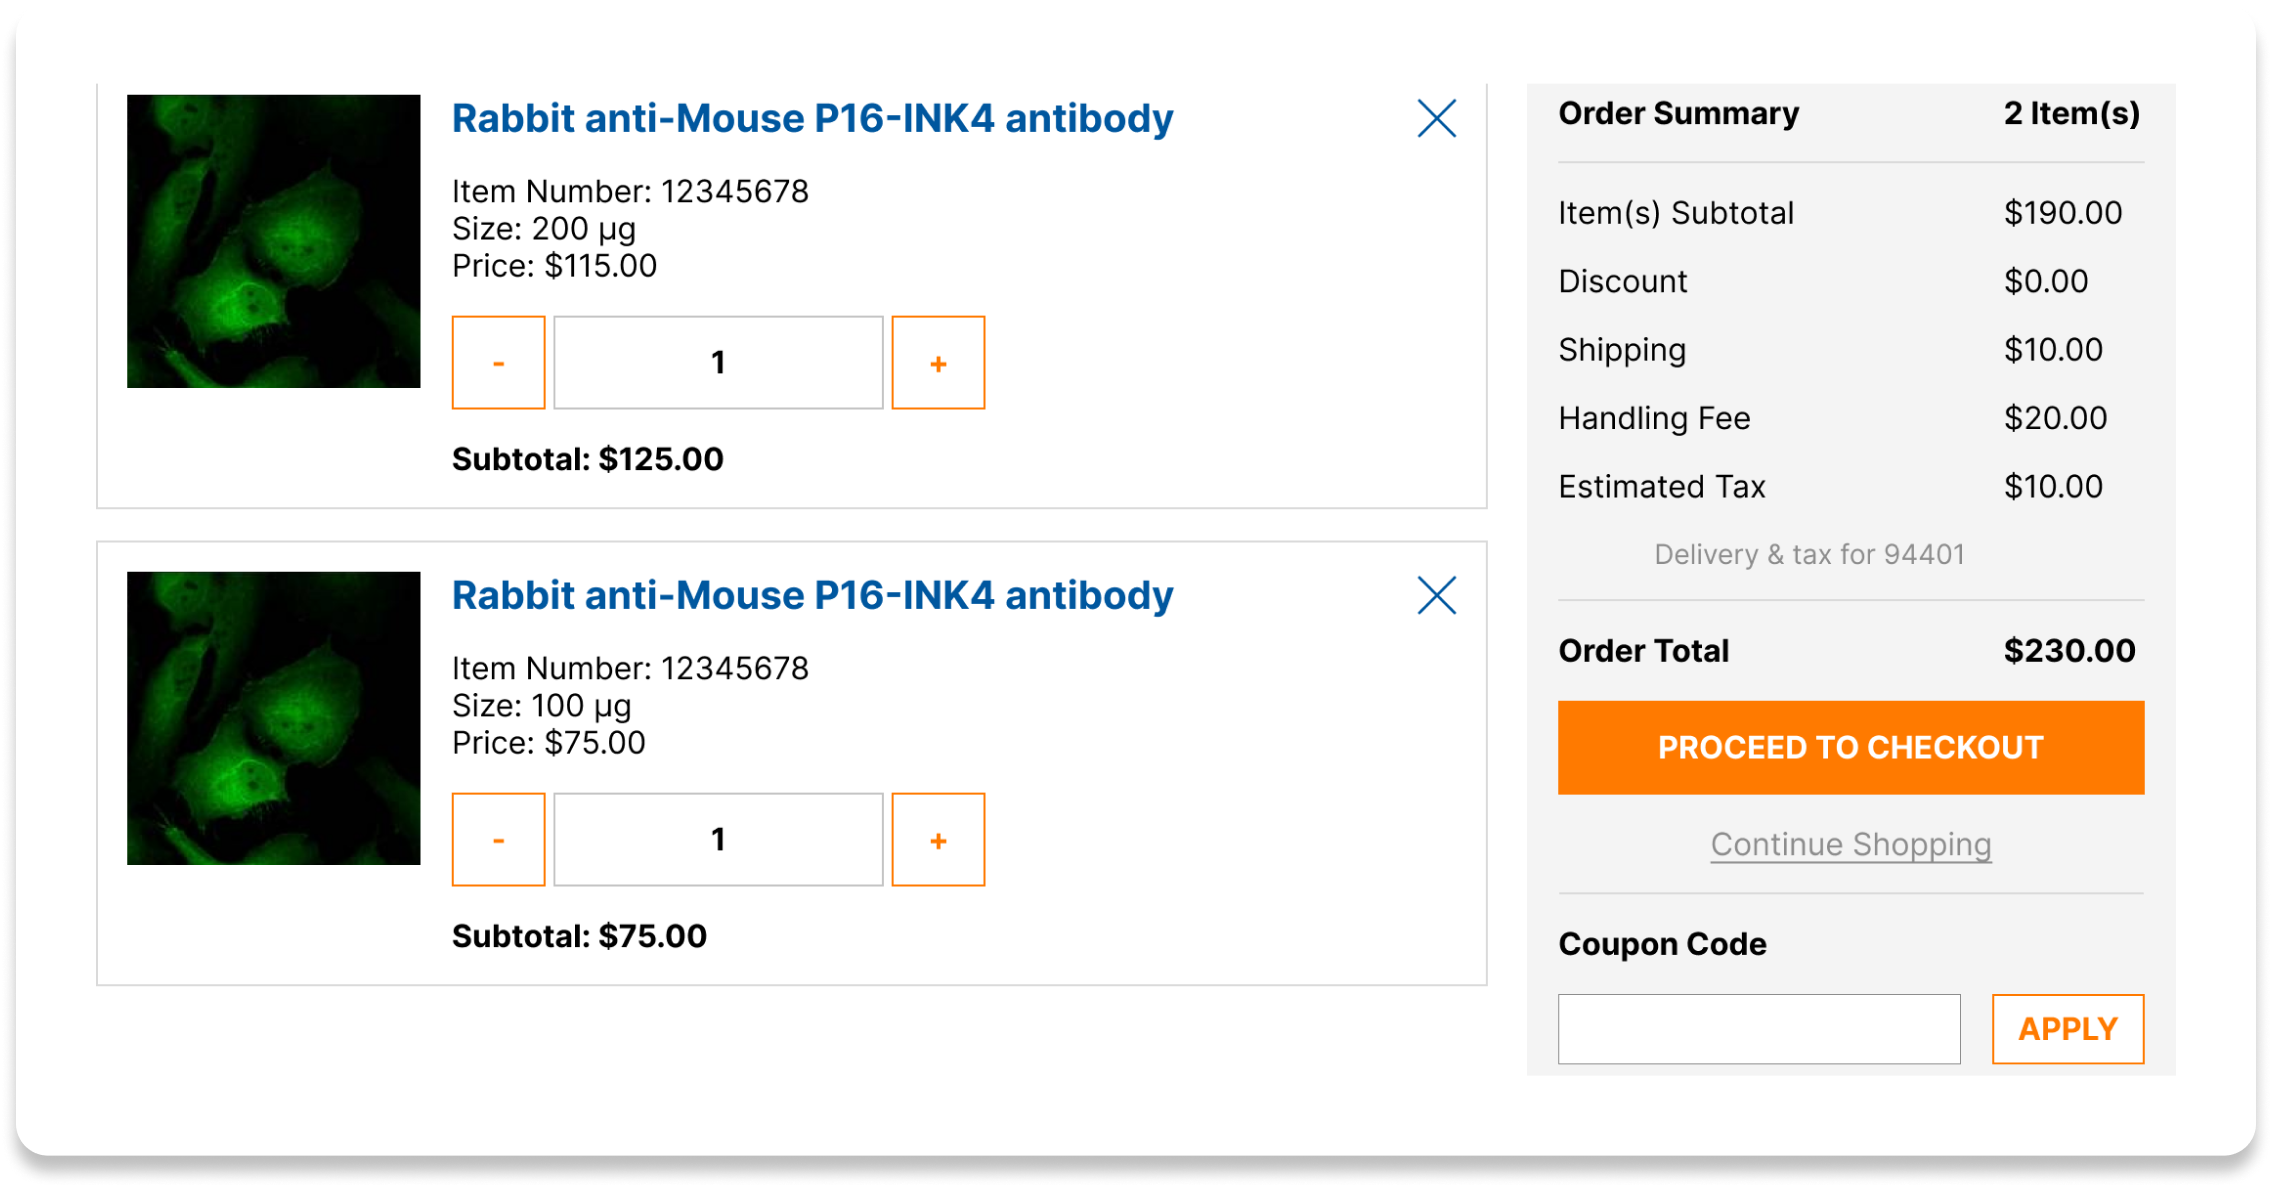 Rabbit anti-Mouse P16-INK4 antibody
Item Number: 12345678
Size: 200 µg
Price: $115.00
- 1 +
Subtotal: $125.00
Rabbit anti-Mouse P16-INK4 antibody
Item Number: 12345678
Size: 100 µg
Price: $75.00
- 1 +
Subtotal: $75.00
Order Summary 2 Item(s)
Item(s) Subtotal $190.00
Discount $0.00
Shipping $10.00
Handling Fee $20.00
Estimated Tax $10.00
Delivery & tax for 94401
Order Total $230.00
PROCEED TO CHECKOUT
Continue Shopping
Coupon Code
APPLY